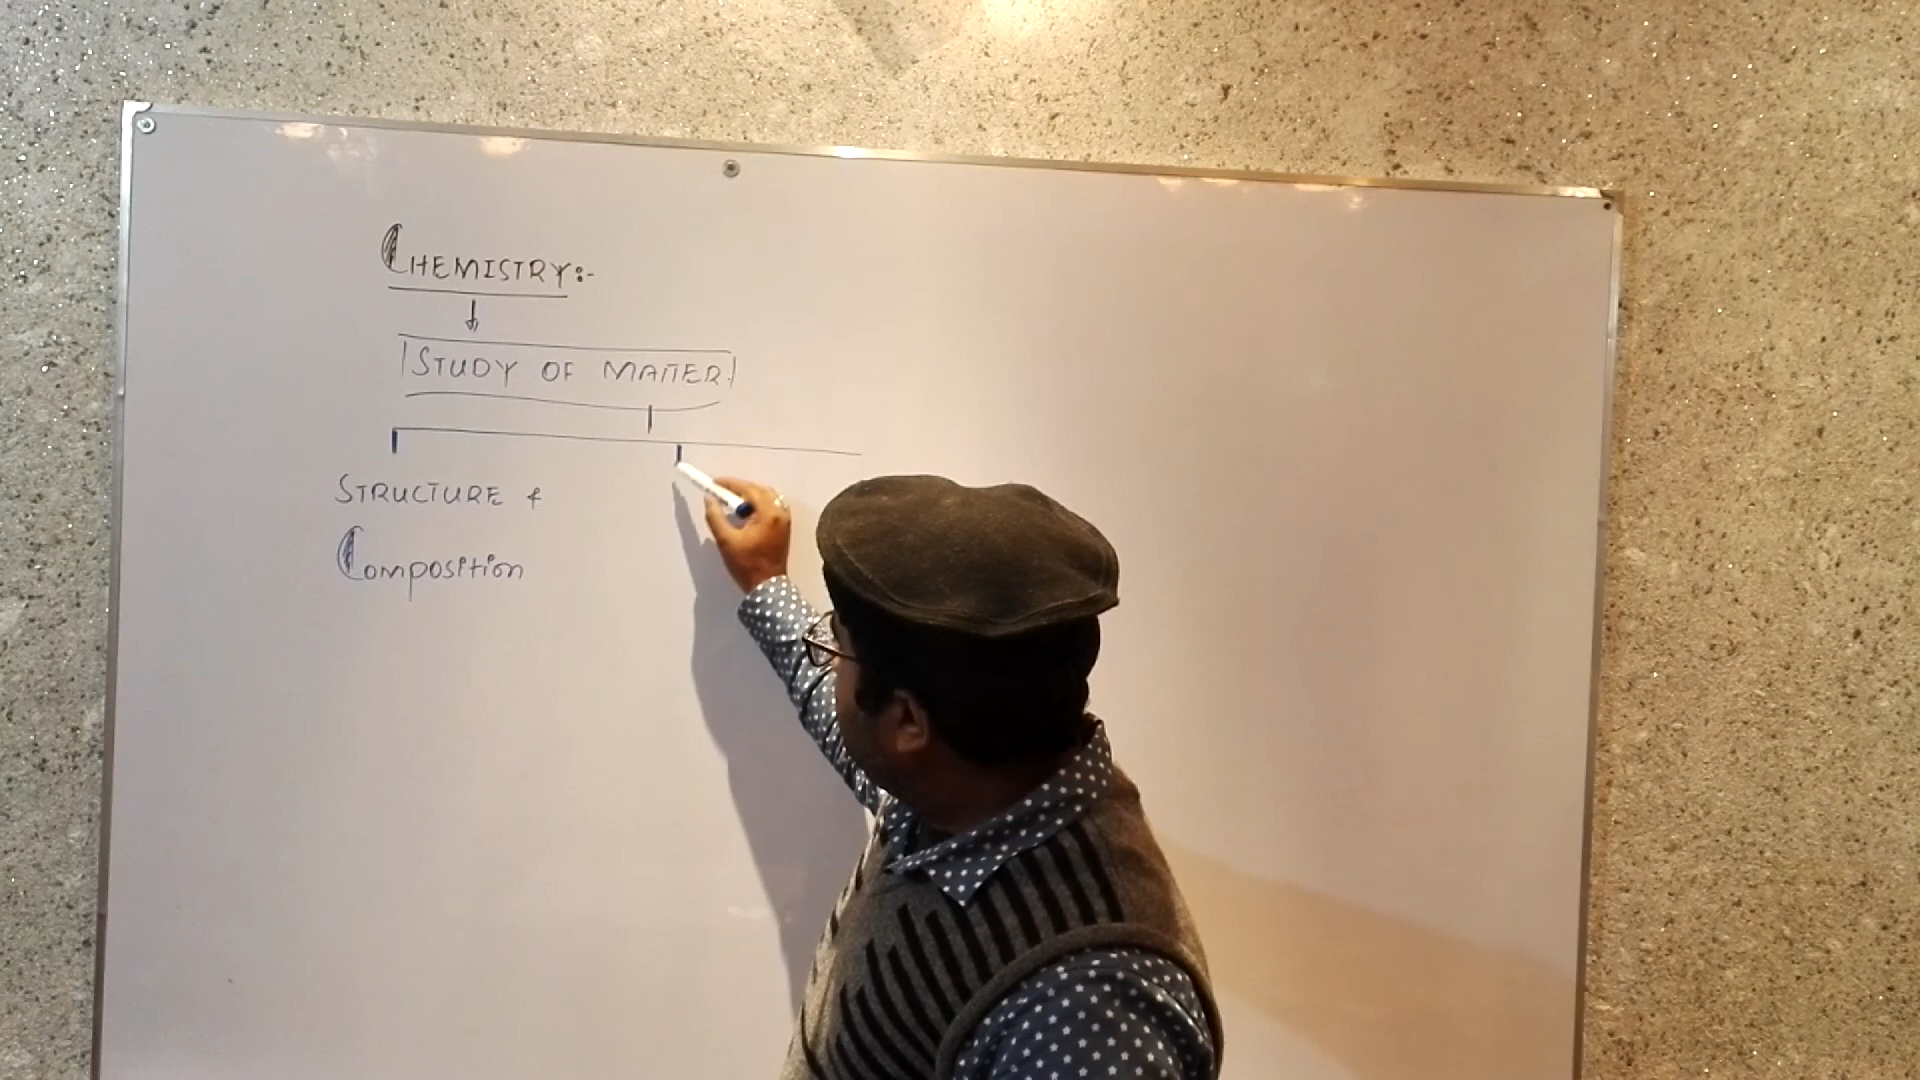 CHEMISTRY:-
STUDY OF MATTER.
STRUCTURE &
Composition